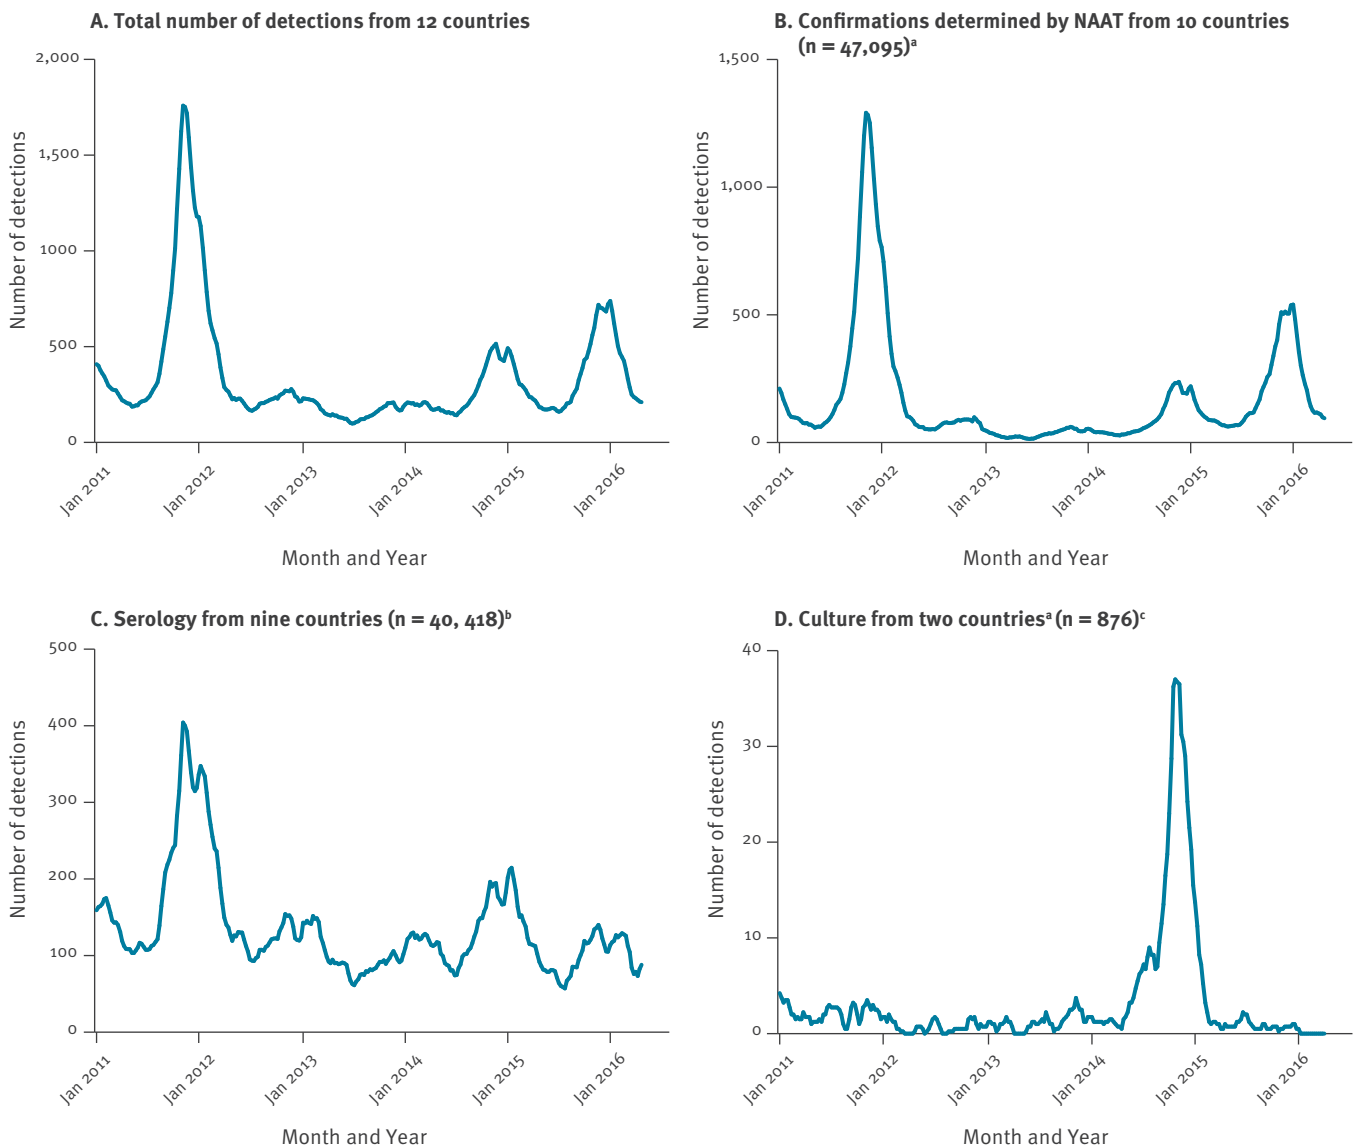 A. Total number of detections from 12 countries
2,000
1,500
1000
500
0
Number of detections
Jan 2011
Jan 2012
Jan 2013
Jan 2014
Jan 2015
Jan 2016
Month and Year
B. Confirmations determined by NAAT from 10 countries
(n = 47,095)ᵃ
1,500
1,000
500
0
Number of detections
Jan 2011
Jan 2012
Jan 2013
Jan 2014
Jan 2015
Jan 2016
Month and Year
C. Serology from nine countries (n = 40, 418)ᵇ
500
400
300
200
100
0
Number of detections
Jan 2011
Jan 2012
Jan 2013
Jan 2014
Jan 2015
Jan 2016
Month and Year
D. Culture from two countriesᵃ (n = 876)ᶜ
40
30
20
10
0
Number of detections
Jan 2011
Jan 2012
Jan 2013
Jan 2014
Jan 2015
Jan 2016
Month and Year